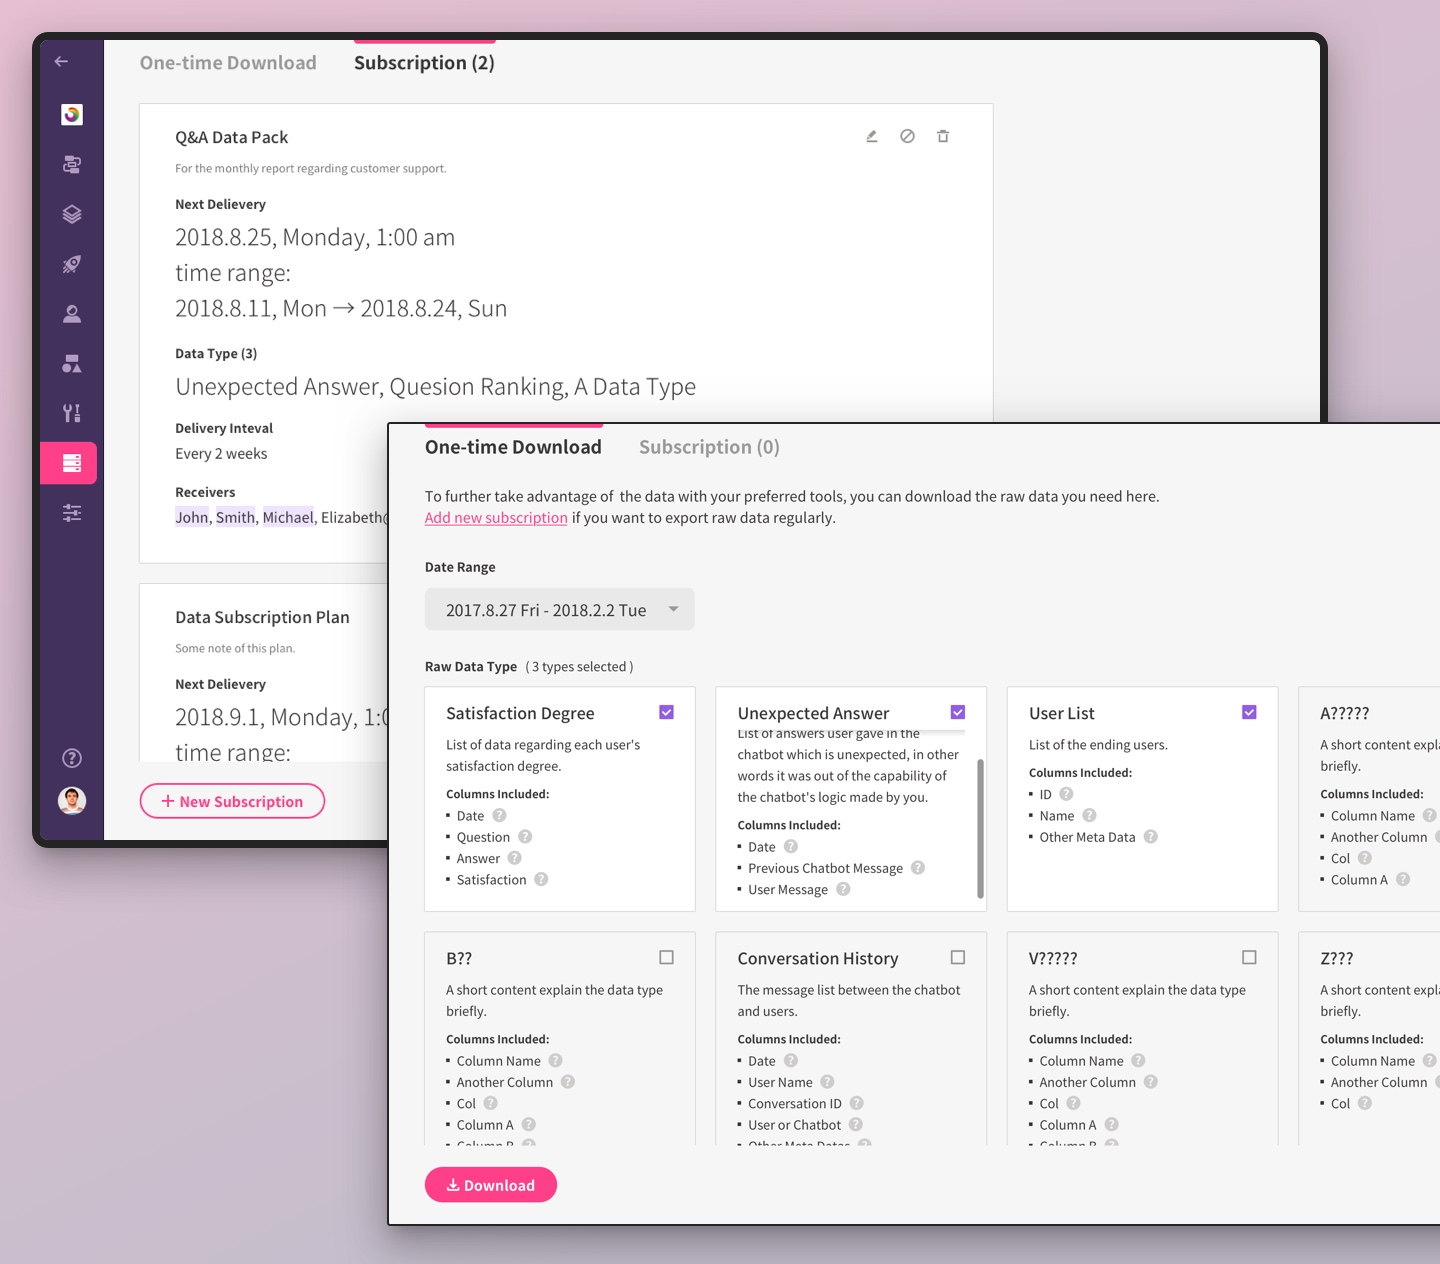 One-time Download
Subscription (2)
Q&A Data Pack
For the monthly report regarding customer support.
Next Delievery
2018.8.25, Monday, 1:00 am
time range:
2018.8.11, Mon → 2018.8.24, Sun
Data Type (3)
Unexpected Answer, Quesion Ranking, A Data Type
Delivery Inteval
Every 2 weeks
Receivers
John, Smith, Michael, Elizabeth@
Data Subscription Plan
Some note of this plan.
Next Delievery
2018.9.1, Monday, 1:0
time range:
+ New Subscription
One-time Download
Subscription (0)
To further take advantage of the data with your preferred tools, you can download the raw data you need here.
Add new subscription if you want to export raw data regularly.
Date Range
2017.8.27 Fri - 2018.2.2 Tue
Raw Data Type ( 3 types selected )
Satisfaction Degree
List of data regarding each user's
satisfaction degree.
Columns Included:
▪ Date ?
▪ Question ?
▪ Answer ?
▪ Satisfaction ?
Unexpected Answer
List of answers user gave in the
chatbot which is unexpected, in other
words it was out of the capability of
the chatbot's logic made by you.
Columns Included:
▪ Date ?
▪ Previous Chatbot Message ?
▪ User Message ?
User List
List of the ending users.
Columns Included:
▪ ID ?
▪ Name ?
▪ Other Meta Data ?
A?????
A short content expl
briefly.
Columns Included:
▪ Column Name ?
▪ Another Column
▪ Col ?
▪ Column A ?
B??
A short content explain the data type
briefly.
Columns Included:
▪ Column Name ?
▪ Another Column ?
▪ Col ?
▪ Column A ?
▪ Column B ?
Conversation History
The message list between the chatbot
and users.
Columns Included:
▪ Date ?
▪ User Name ?
▪ Conversation ID ?
▪ User or Chatbot ?
▪ Other Meta Datas ?
V?????
A short content explain the data type
briefly.
Columns Included:
▪ Column Name ?
▪ Another Column ?
▪ Col ?
▪ Column A ?
▪ Column B ?
Z???
A short content expl
briefly.
Columns Included:
▪ Column Name ?
▪ Another Column
▪ Col ?
Download